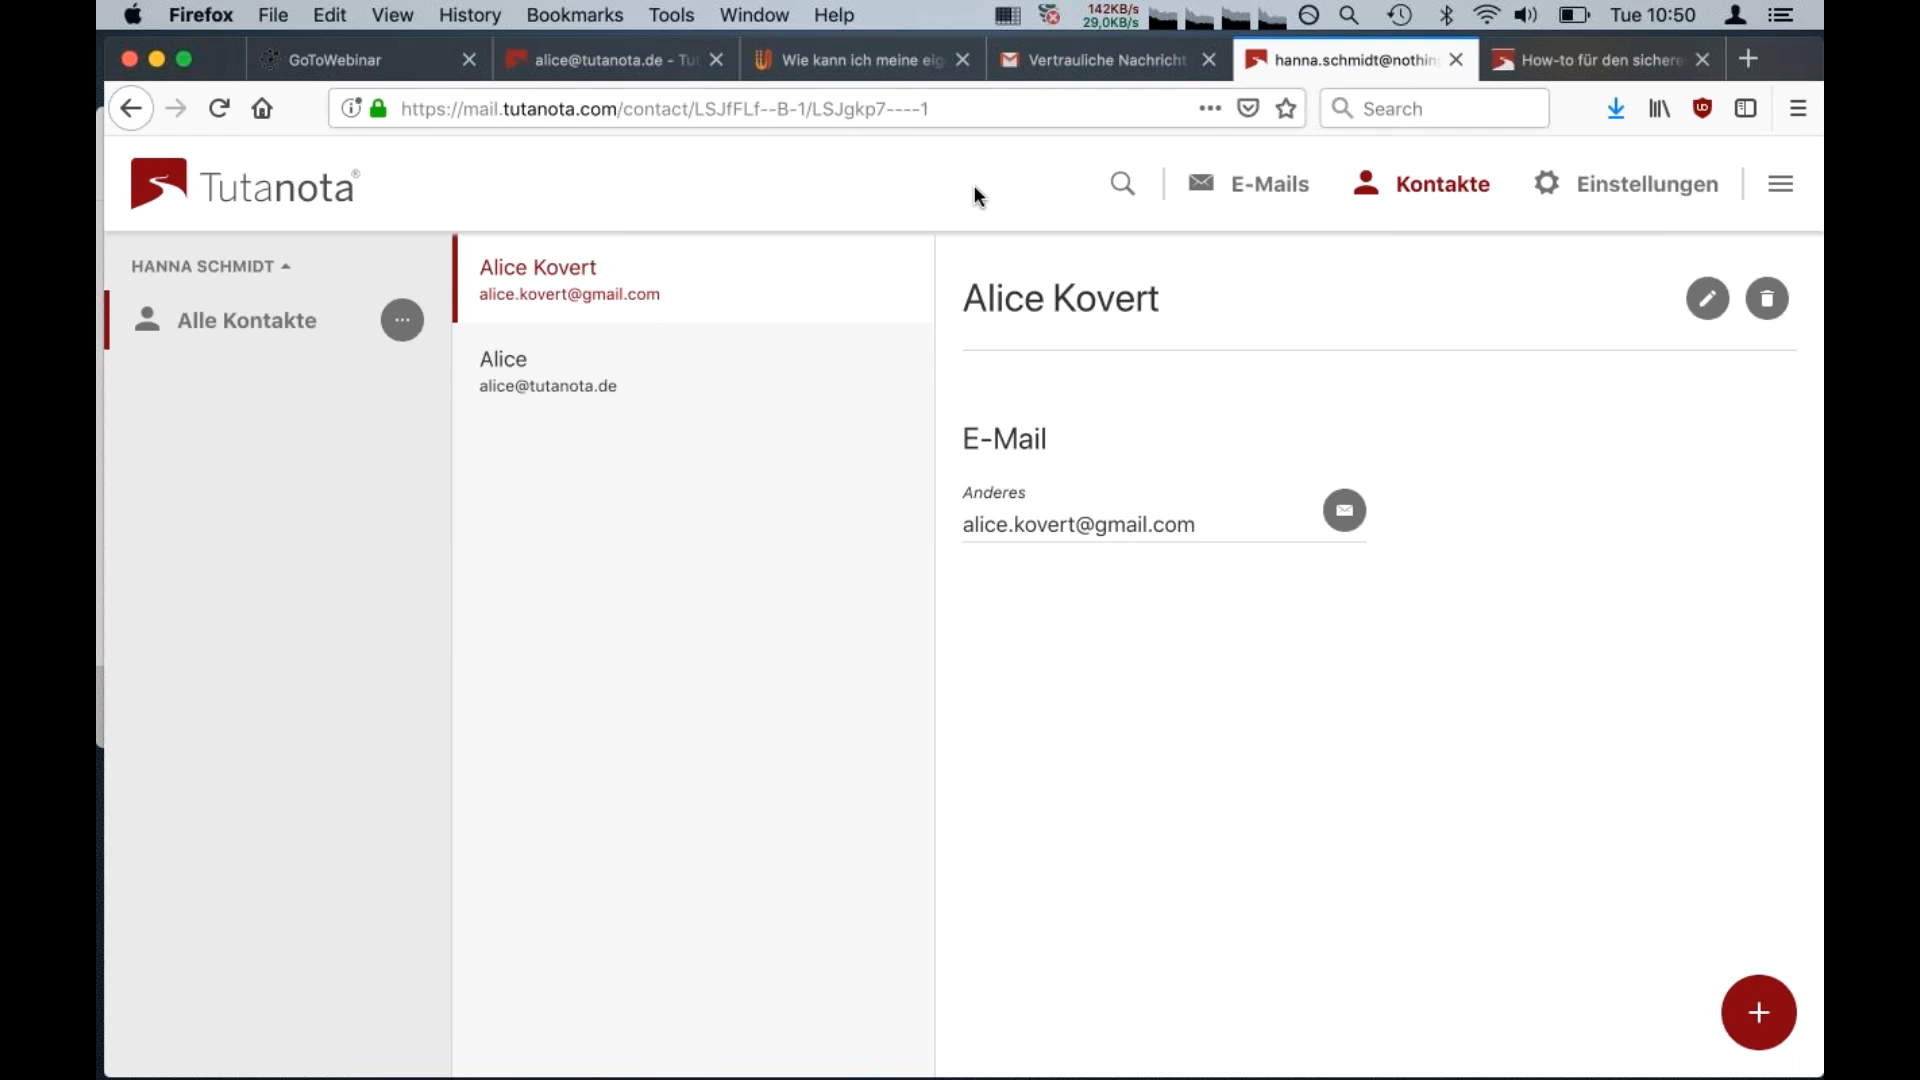 Firefox File Edit View History Bookmarks Tools Window Help 142KB/s 29,0KB/s Tue 10:50
GoToWebinar alice@tutanota.de - Tu Wie kann ich meine eig Vertrauliche Nachricht hanna.schmidt@nothin How-to für den sichere
https://mail.tutanota.com/contact/LSJfFLf--B-1/LSJgkp7----1 Search
Tutanota® E-Mails Kontakte Einstellungen
HANNA SCHMIDT
Alle Kontakte
Alice Kovert
alice.kovert@gmail.com
Alice
alice@tutanota.de
Alice Kovert
E-Mail
Anderes
alice.kovert@gmail.com